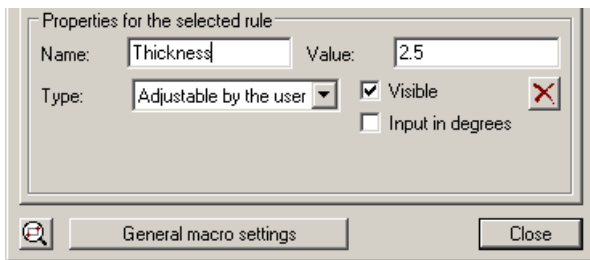 Properties for the selected rule
Name: Thickness Value: 2.5
Type: Adjustable by the user Visible
Input in degrees
General macro settings Close